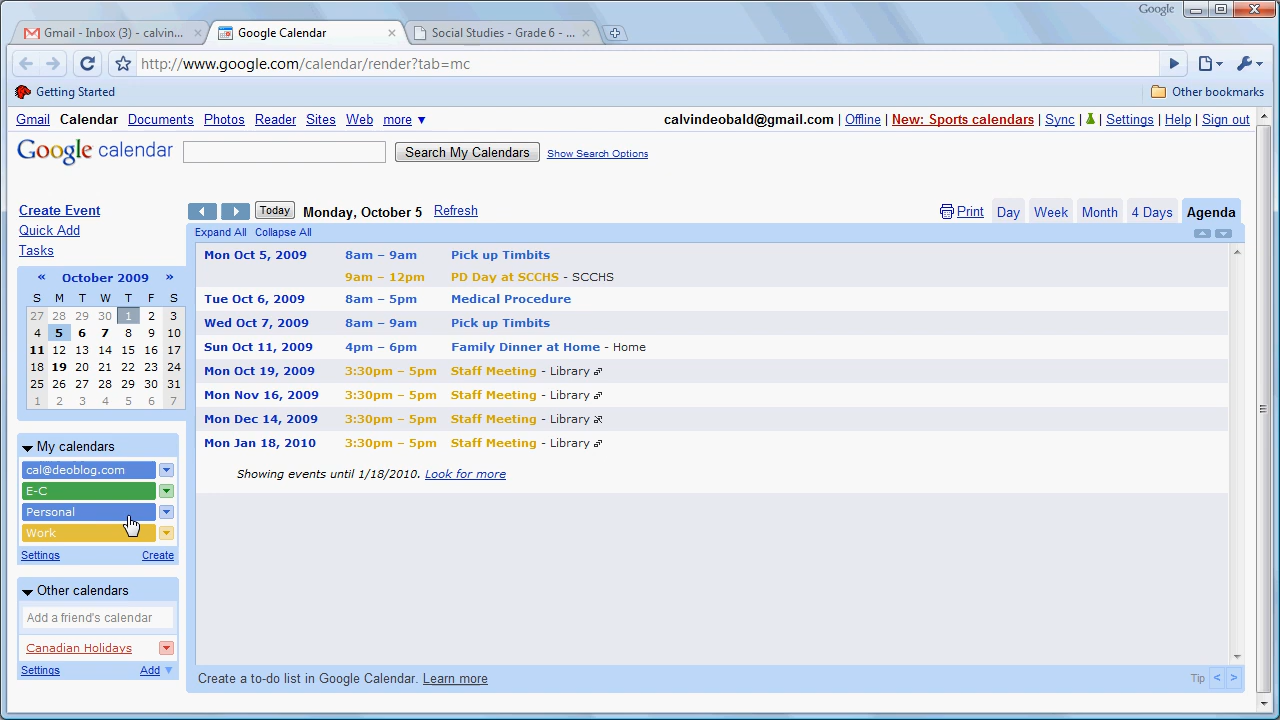 Google
Gmail - Inbox (3) - calvin... Google Calendar Social Studies - Grade 6 - ...
http://www.google.com/calendar/render?tab=mc
Getting Started Other bookmarks
Gmail Calendar Documents Photos Reader Sites Web more ▼ calvindeobald@gmail.com | Offline | New: Sports calendars | Sync | | Settings | Help | Sign out
Google calendar Search My Calendars Show Search Options
Create Event
Quick Add
Tasks
Today Monday, October 5 Refresh Print Day Week Month 4 Days Agenda
Expand All Collapse All
« October 2009 »
S M T W T F S
27 28 29 30 1 2 3
4 5 6 7 8 9 10
11 12 13 14 15 16 17
18 19 20 21 22 23 24
25 26 27 28 29 30 31
1 2 3 4 5 6 7
My calendars
cal@deoblog.com
E-C
Personal
Work
Settings Create
Other calendars
Add a friend's calendar
Canadian Holidays
Settings Add ▼
Mon Oct 5, 2009 8am – 9am Pick up Timbits
9am – 12pm PD Day at SCCHS - SCCHS
Tue Oct 6, 2009 8am – 5pm Medical Procedure
Wed Oct 7, 2009 8am – 9am Pick up Timbits
Sun Oct 11, 2009 4pm – 6pm Family Dinner at Home - Home
Mon Oct 19, 2009 3:30pm – 5pm Staff Meeting - Library
Mon Nov 16, 2009 3:30pm – 5pm Staff Meeting - Library
Mon Dec 14, 2009 3:30pm – 5pm Staff Meeting - Library
Mon Jan 18, 2010 3:30pm – 5pm Staff Meeting - Library
Showing events until 1/18/2010. Look for more
Create a to-do list in Google Calendar. Learn more Tip < >